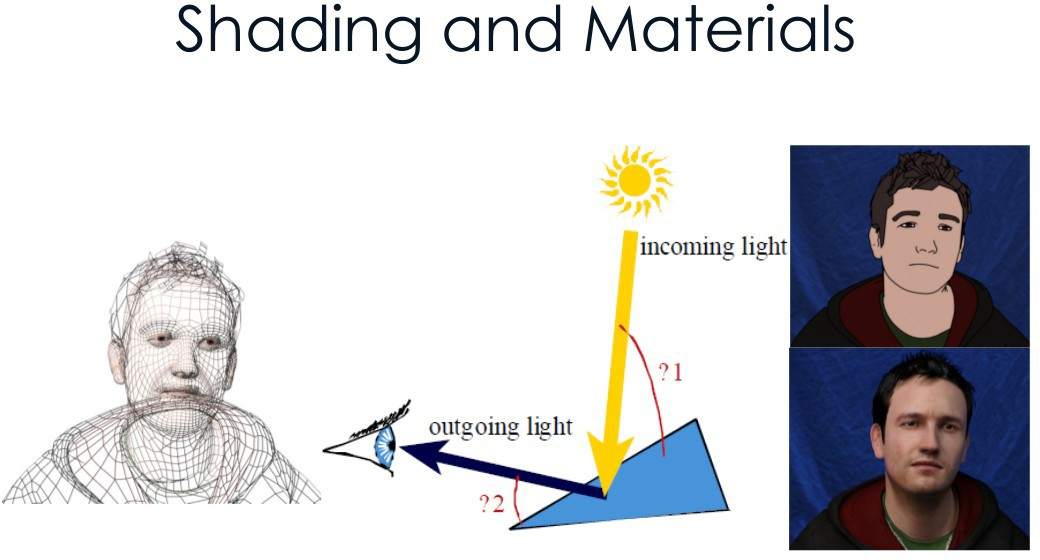 Shading and Materials
incoming light
?1
outgoing light
?2